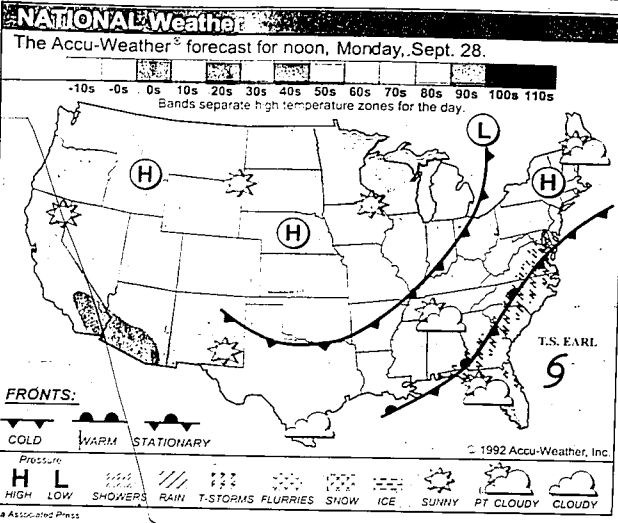 NATIONAL Weather
The Accu-Weather® forecast for noon, Monday, Sept. 28.
-10s -0s 0s 10s 20s 30s 40s 50s 60s 70s 80s 90s 100s 110s
Bands separate high temperature zones for the day.
L
H
H
H
T.S. EARL
FRONTS:
COLD WARM STATIONARY
© 1992 Accu-Weather, Inc.
Pressure
H L
HIGH LOW SHOWERS RAIN T-STORMS FLURRIES SNOW ICE SUNNY PT CLOUDY CLOUDY
a Associated Press